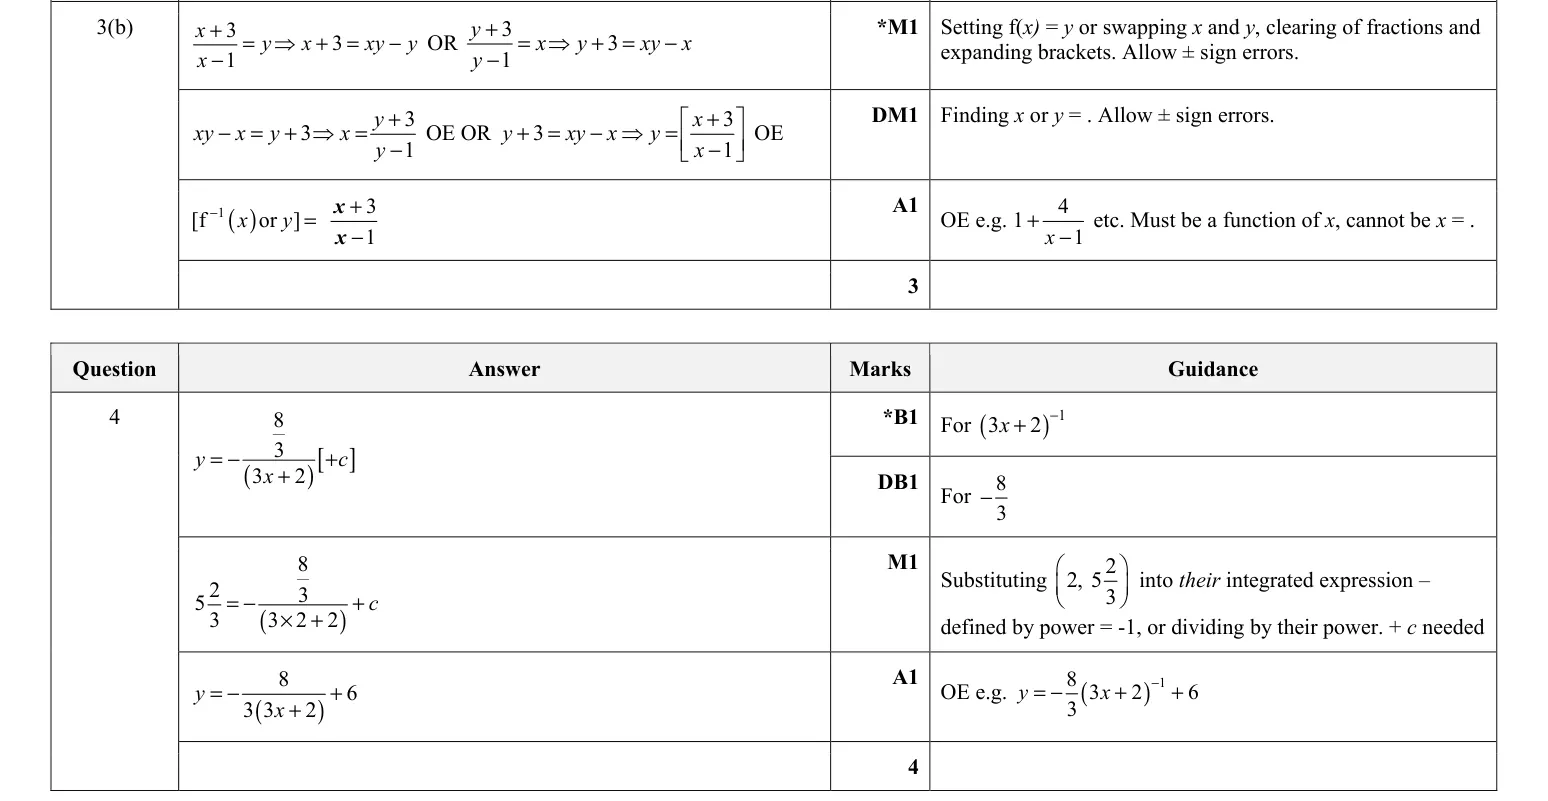 3(b)
x + 3 / x − 1 = y ⇒ x + 3 = xy − y OR y + 3 / y − 1 = x ⇒ y + 3 = xy − x
*M1
Setting f(x) = y or swapping x and y, clearing of fractions and
expanding brackets. Allow ± sign errors.
xy − x = y + 3 ⇒ x = y + 3 / y − 1 OE OR y + 3 = xy − x ⇒ y = [x + 3 / x − 1] OE
DM1
Finding x or y = . Allow ± sign errors.
[f⁻¹(x) or y] = x + 3 / x − 1
A1
OE e.g. 1 + 4 / x − 1 etc. Must be a function of x, cannot be x = .
3
Question Answer Marks Guidance
4
y = − 8/3 / (3x + 2) [+c]
*B1
For (3x + 2)⁻¹
DB1
For − 8/3
5 2/3 = − 8/3 / (3×2 + 2) + c
M1
Substituting (2, 5 2/3) into their integrated expression –
defined by power = -1, or dividing by their power. + c needed
y = − 8 / 3(3x + 2) + 6
A1
OE e.g. y = − 8/3 (3x + 2)⁻¹ + 6
4